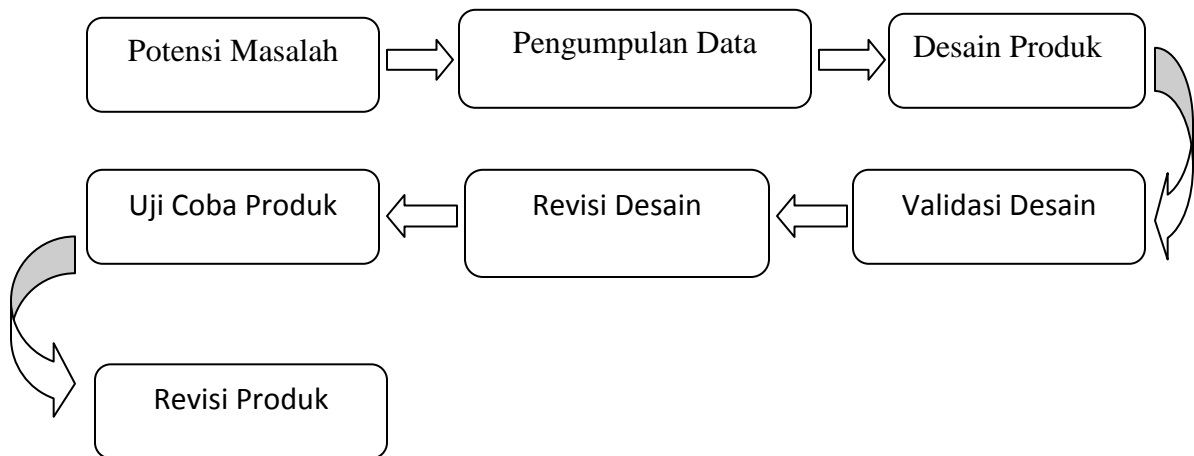 Potensi Masalah
Pengumpulan Data
Desain Produk
Validasi Desain
Revisi Desain
Uji Coba Produk
Revisi Produk